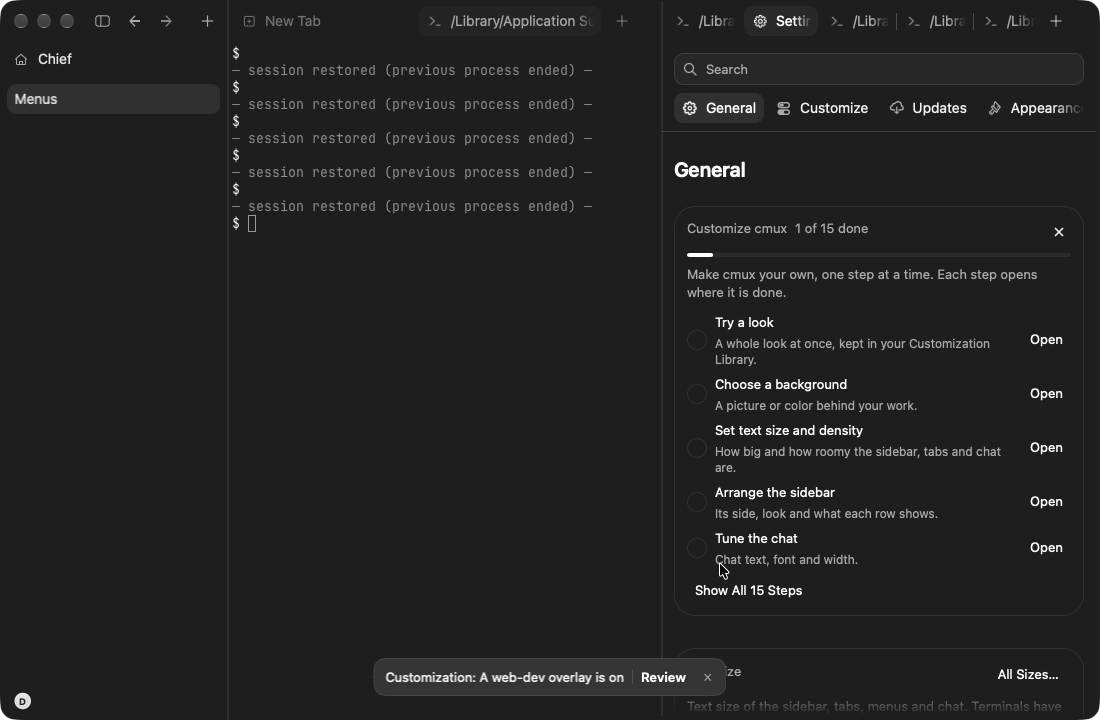 New Tab
/Library/Application Su
/Libra
Settin
/Libra
/Libra
/Libr
Chief
Menus
$
— session restored (previous process ended) —
$
— session restored (previous process ended) —
$
— session restored (previous process ended) —
$
— session restored (previous process ended) —
$
— session restored (previous process ended) —
$
Search
General
Customize
Updates
Appearanc
General
Customize cmux 1 of 15 done
Make cmux your own, one step at a time. Each step opens
where it is done.
Try a look
A whole look at once, kept in your Customization
Library.
Open
Choose a background
A picture or color behind your work.
Open
Set text size and density
How big and how roomy the sidebar, tabs and chat
are.
Open
Arrange the sidebar
Its side, look and what each row shows.
Open
Tune the chat
Chat text, font and width.
Open
Show All 15 Steps
Customization: A web-dev overlay is on
Review
ize
All Sizes...
Text size of the sidebar, tabs, menus and chat. Terminals have
D